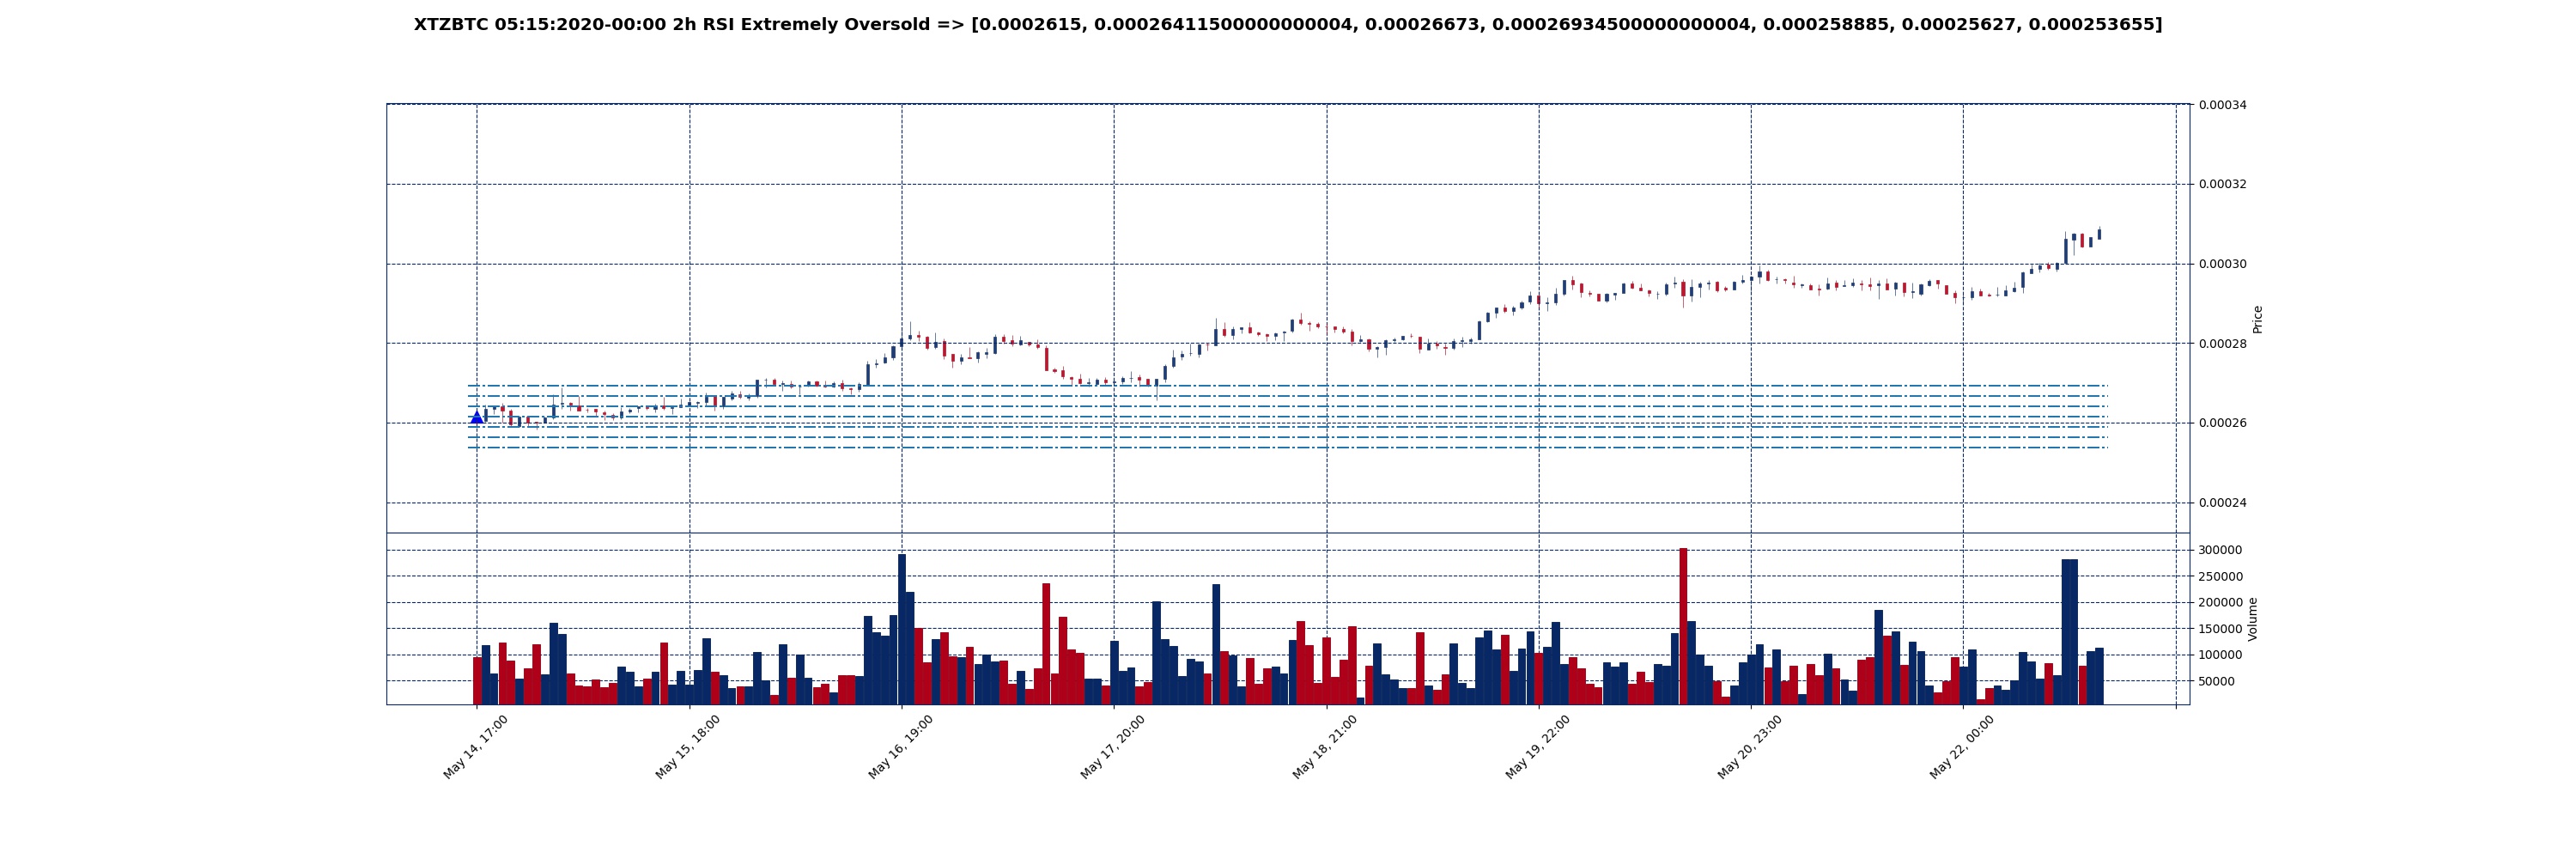 XTZBTC 05:15:2020-00:00 2h RSI Extremely Oversold => [0.0002615, 0.00026411500000000004, 0.00026673, 0.00026934500000000004, 0.000258885, 0.00025627, 0.000253655]
0.00034
0.00032
0.00030
Price
0.00028
0.00026
0.00024
300000
250000
200000
Volume
150000
100000
50000
May 14, 17:00
May 15, 18:00
May 16, 19:00
May 17, 20:00
May 18, 21:00
May 19, 22:00
May 20, 23:00
May 22, 00:00